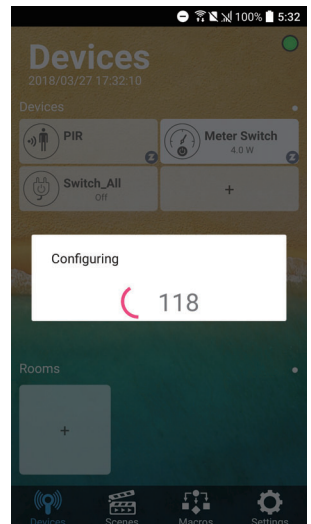 100% 5:32
Devices
2018/03/27 17:32:10
Devices
PIR
Meter Switch
4.0 W
Switch_All
Off
+
Configuring
118
Rooms
+
Devices Scenes Macros Settings